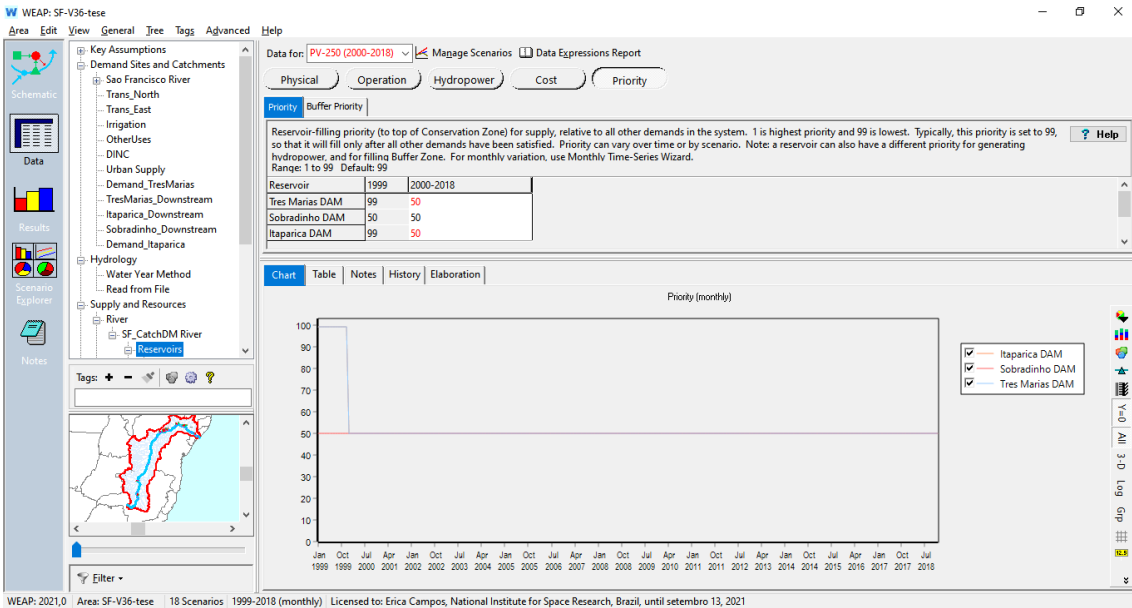 WEAP: SF-V36-tese
Area Edit View General Tree Tags Advanced Help
Schematic
Data
Results
Scenario
Explorer
Notes
Key Assumptions
Demand Sites and Catchments
Sao Francisco River
Trans_North
Trans_East
Irrigation
OtherUses
DINC
Urban Supply
Demand_TresMarias
TresMarias_Downstream
Itaparica_Downstream
Sobradinho_Downstream
Demand_Itaparica
Hydrology
Water Year Method
Read from File
Supply and Resources
River
SF_CatchDM River
Reservoirs
Tags:
Filter
Data for: PV-250 (2000-2018) Manage Scenarios Data Expressions Report
Physical Operation Hydropower Cost Priority
Priority Buffer Priority
Reservoir-filling priority (to top of Conservation Zone) for supply, relative to all other demands in the system. 1 is highest priority and 99 is lowest. Typically, this priority is set to 99,
so that it will fill only after all other demands have been satisfied. Priority can vary over time or by scenario. Note: a reservoir can also have a different priority for generating
hydropower, and for filling Buffer Zone. For monthly variation, use Monthly Time-Series Wizard.
Range: 1 to 99 Default: 99
? Help
Reservoir 1999 2000-2018
Tres Marias DAM 99 50
Sobradinho DAM 50 50
Itaparica DAM 99 50
Chart Table Notes History Elaboration
Priority (monthly)
100
90
80
70
60
50
40
30
20
10
0
Jan Oct Jul Apr Jan Oct Jul Apr Jan Oct Jul Apr Jan Oct Jul Apr Jan Oct Jul Apr Jan Oct Jul Apr Jan Oct Jul
1999 1999 2000 2001 2002 2002 2003 2004 2005 2005 2006 2007 2008 2008 2009 2010 2011 2011 2012 2013 2014 2014 2015 2016 2017 2017 2018
Itaparica DAM
Sobradinho DAM
Tres Marias DAM
Y=0
All
3-D
Log
Grp
12.5
WEAP: 2021,0 Area: SF-V36-tese 18 Scenarios 1999-2018 (monthly) Licensed to: Erica Campos, National Institute for Space Research, Brazil, until setembro 13, 2021